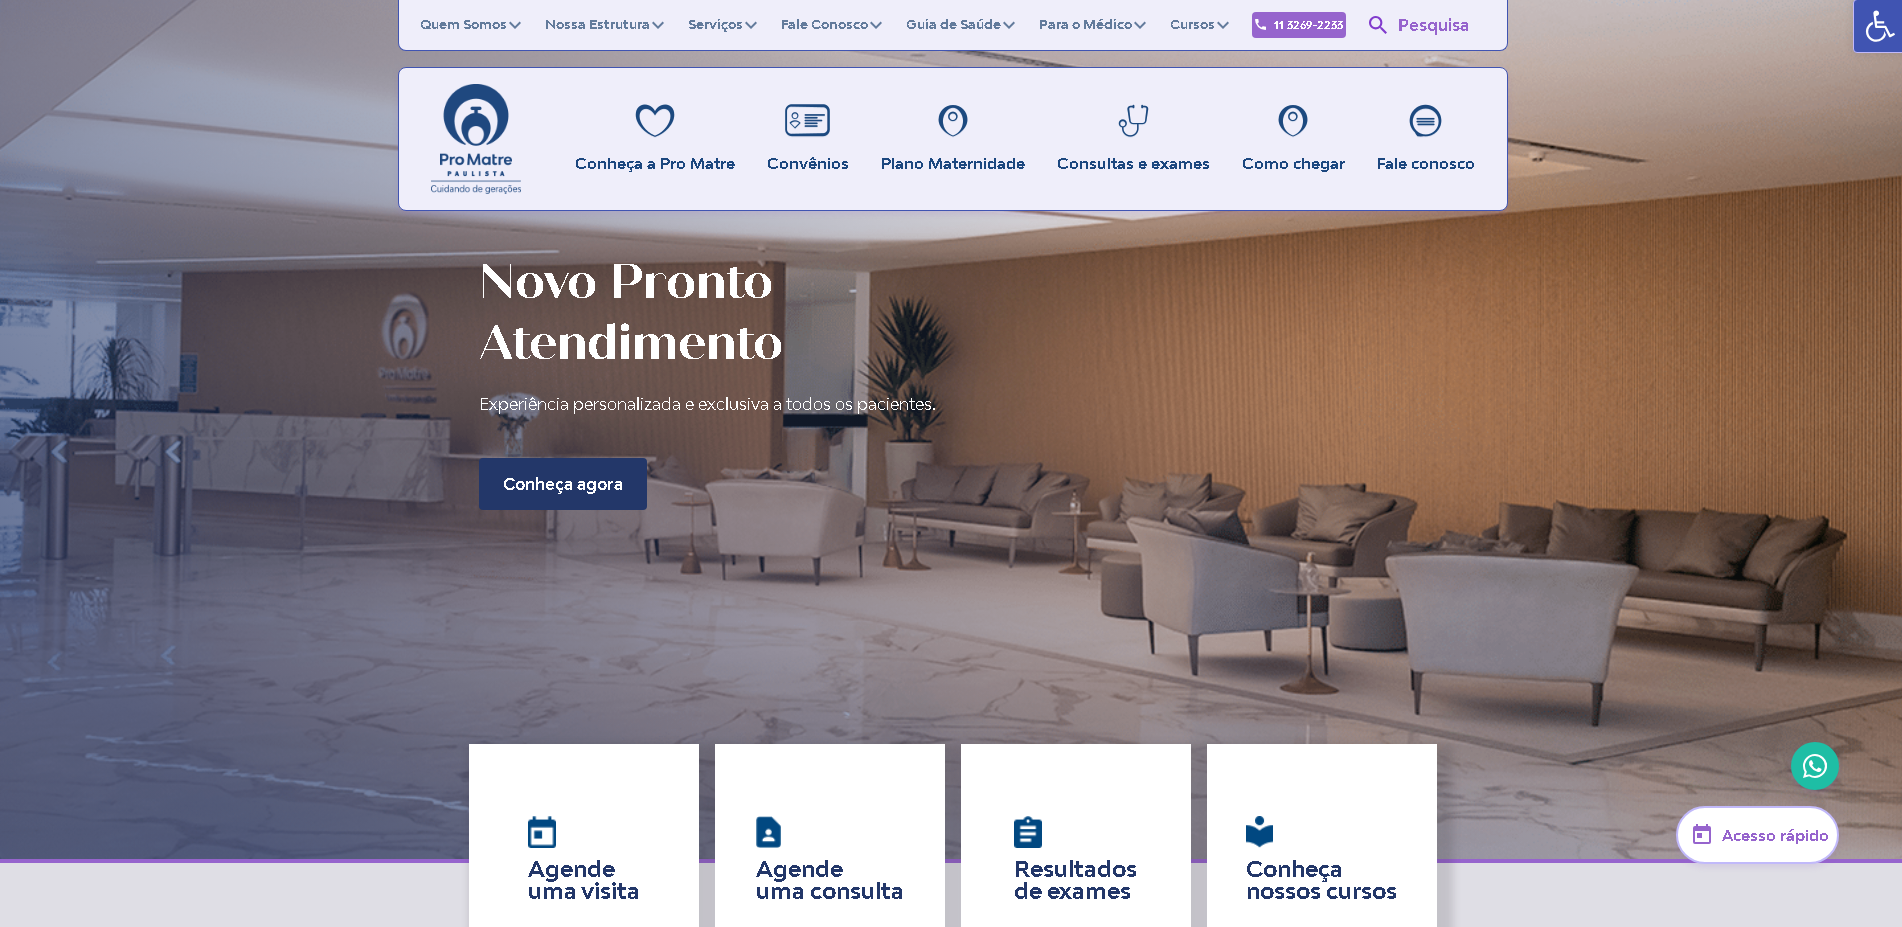 Quem Somos
Nossa Estrutura
Serviços
Fale Conosco
Guia de Saúde
Para o Médico
Cursos
11 3269-2233
Pesquisa
Pro Matre
PAULISTA
Cuidando de gerações
Conheça a Pro Matre
Convênios
Plano Maternidade
Consultas e exames
Como chegar
Fale conosco
Novo Pronto
Atendimento
Pro Matre
Experiência personalizada e exclusiva a todos os pacientes.
Conheça agora
Acesso rápido
Agende
uma visita
Agende
uma consulta
Resultados
de exames
Conheça
nossos cursos